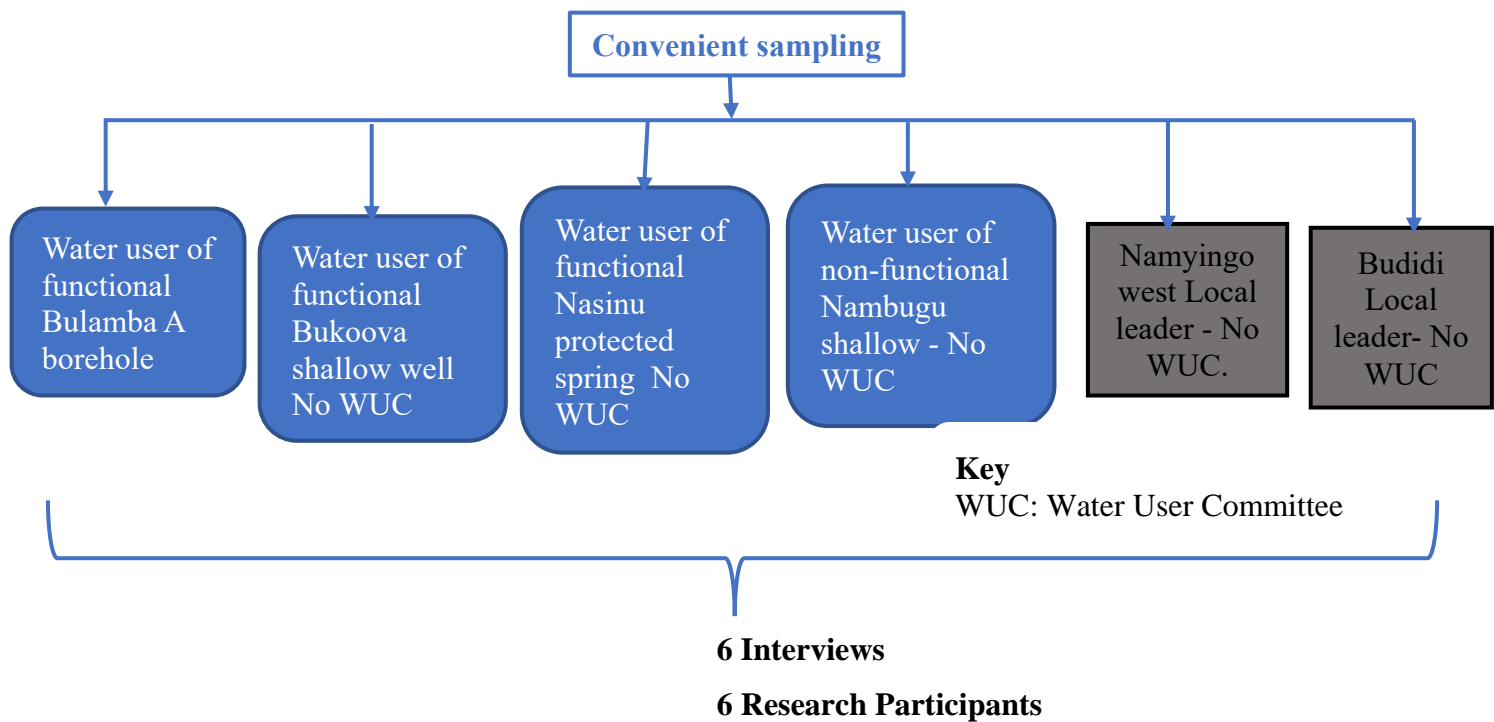 Convenient sampling
Water user of
functional
Bulamba A
borehole
Water user of
functional
Bukoova
shallow well
No WUC
Water user of
functional
Nasinu
protected
spring No
WUC
Water user of
non-functional
Nambugu
shallow - No
WUC
Namyingo
west Local
leader - No
WUC.
Budidi
Local
leader- No
WUC
Key
WUC: Water User Committee
6 Interviews
6 Research Participants